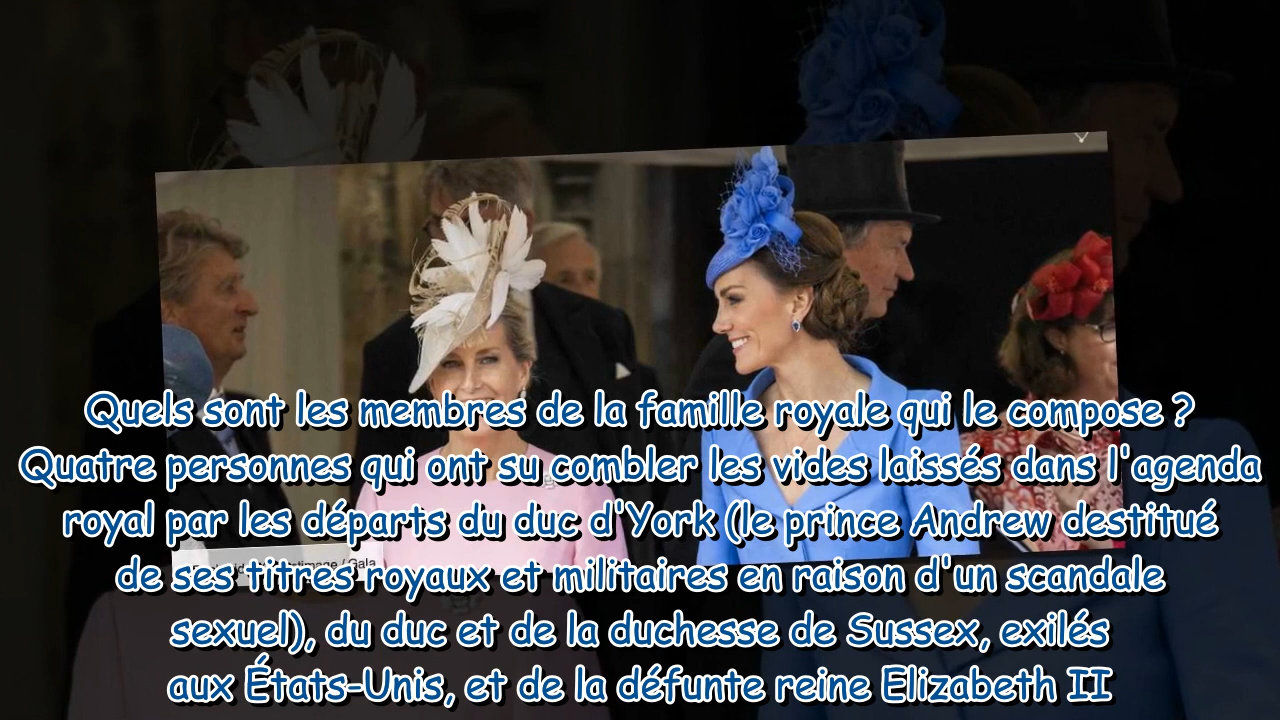 Quels sont les membres de la famille royale qui le compose ?
Quatre personnes qui ont su combler les vides laissés dans l'agenda
royal par les départs du duc d'York (le prince Andrew destitué
de ses titres royaux et militaires en raison d'un scandale
sexuel), du duc et de la duchesse de Sussex, exilés
aux États-Unis, et de la défunte reine Elizabeth II
/ Gala